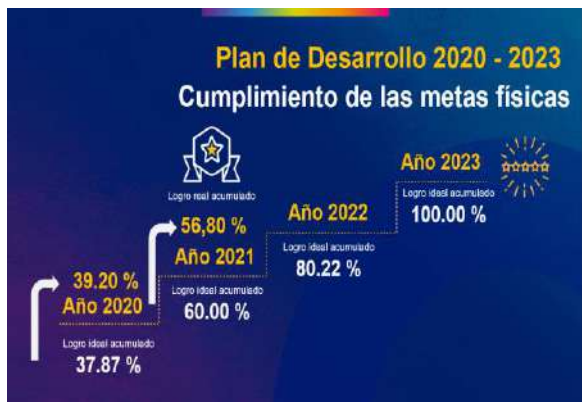 Plan de Desarrollo 2020 - 2023
Cumplimiento de las metas físicas
Año 2023
Logro ideal acumulado
100.00 %
Logro real acumulado
56,80 %
Año 2021
Logro ideal acumulado
60.00 %
Año 2022
Logro ideal acumulado
80.22 %
39.20 %
Año 2020
Logro ideal acumulado
37.87 %